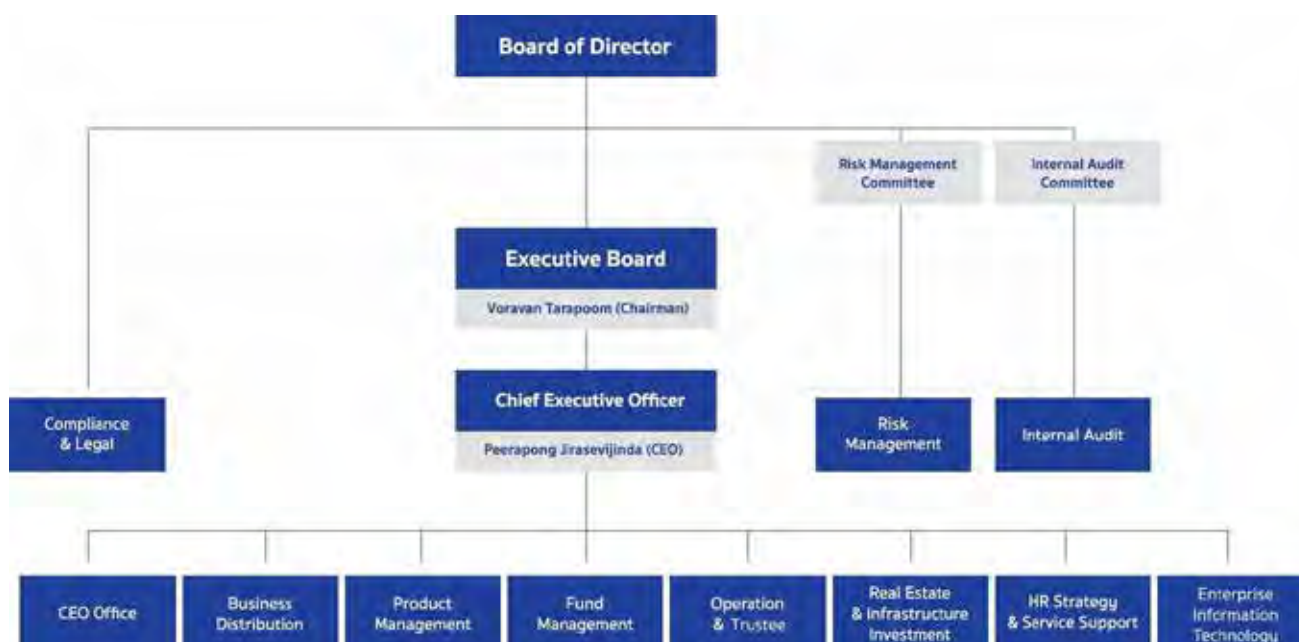 Board of Director
Risk Management
Committee
Internal Audit
Committee
Executive Board
Voravan Tarapoom (Chairman)
Chief Executive Officer
Peerapong Jirasevijinda (CEO)
Compliance
& Legal
Risk
Management
Internal Audit
CEO Office
Business
Distribution
Product
Management
Fund
Management
Operation
& Trustee
Real Estate
& Infrastructure
Investment
HR Strategy
& Service Support
Enterprise
Information
Technology